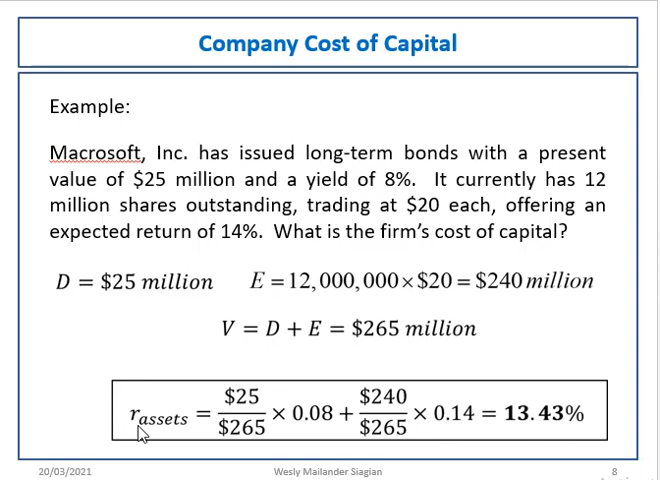 Company Cost of Capital
Example:
Macrosoft, Inc. has issued long-term bonds with a present
value of $25 million and a yield of 8%. It currently has 12
million shares outstanding, trading at $20 each, offering an
expected return of 14%. What is the firm's cost of capital?
D = $25 million E = 12,000,000 × $20 = $240 million
V = D + E = $265 million
r_assets = $25/$265 × 0.08 + $240/$265 × 0.14 = 13.43%
20/03/2021 Wesly Mailander Siagian 8